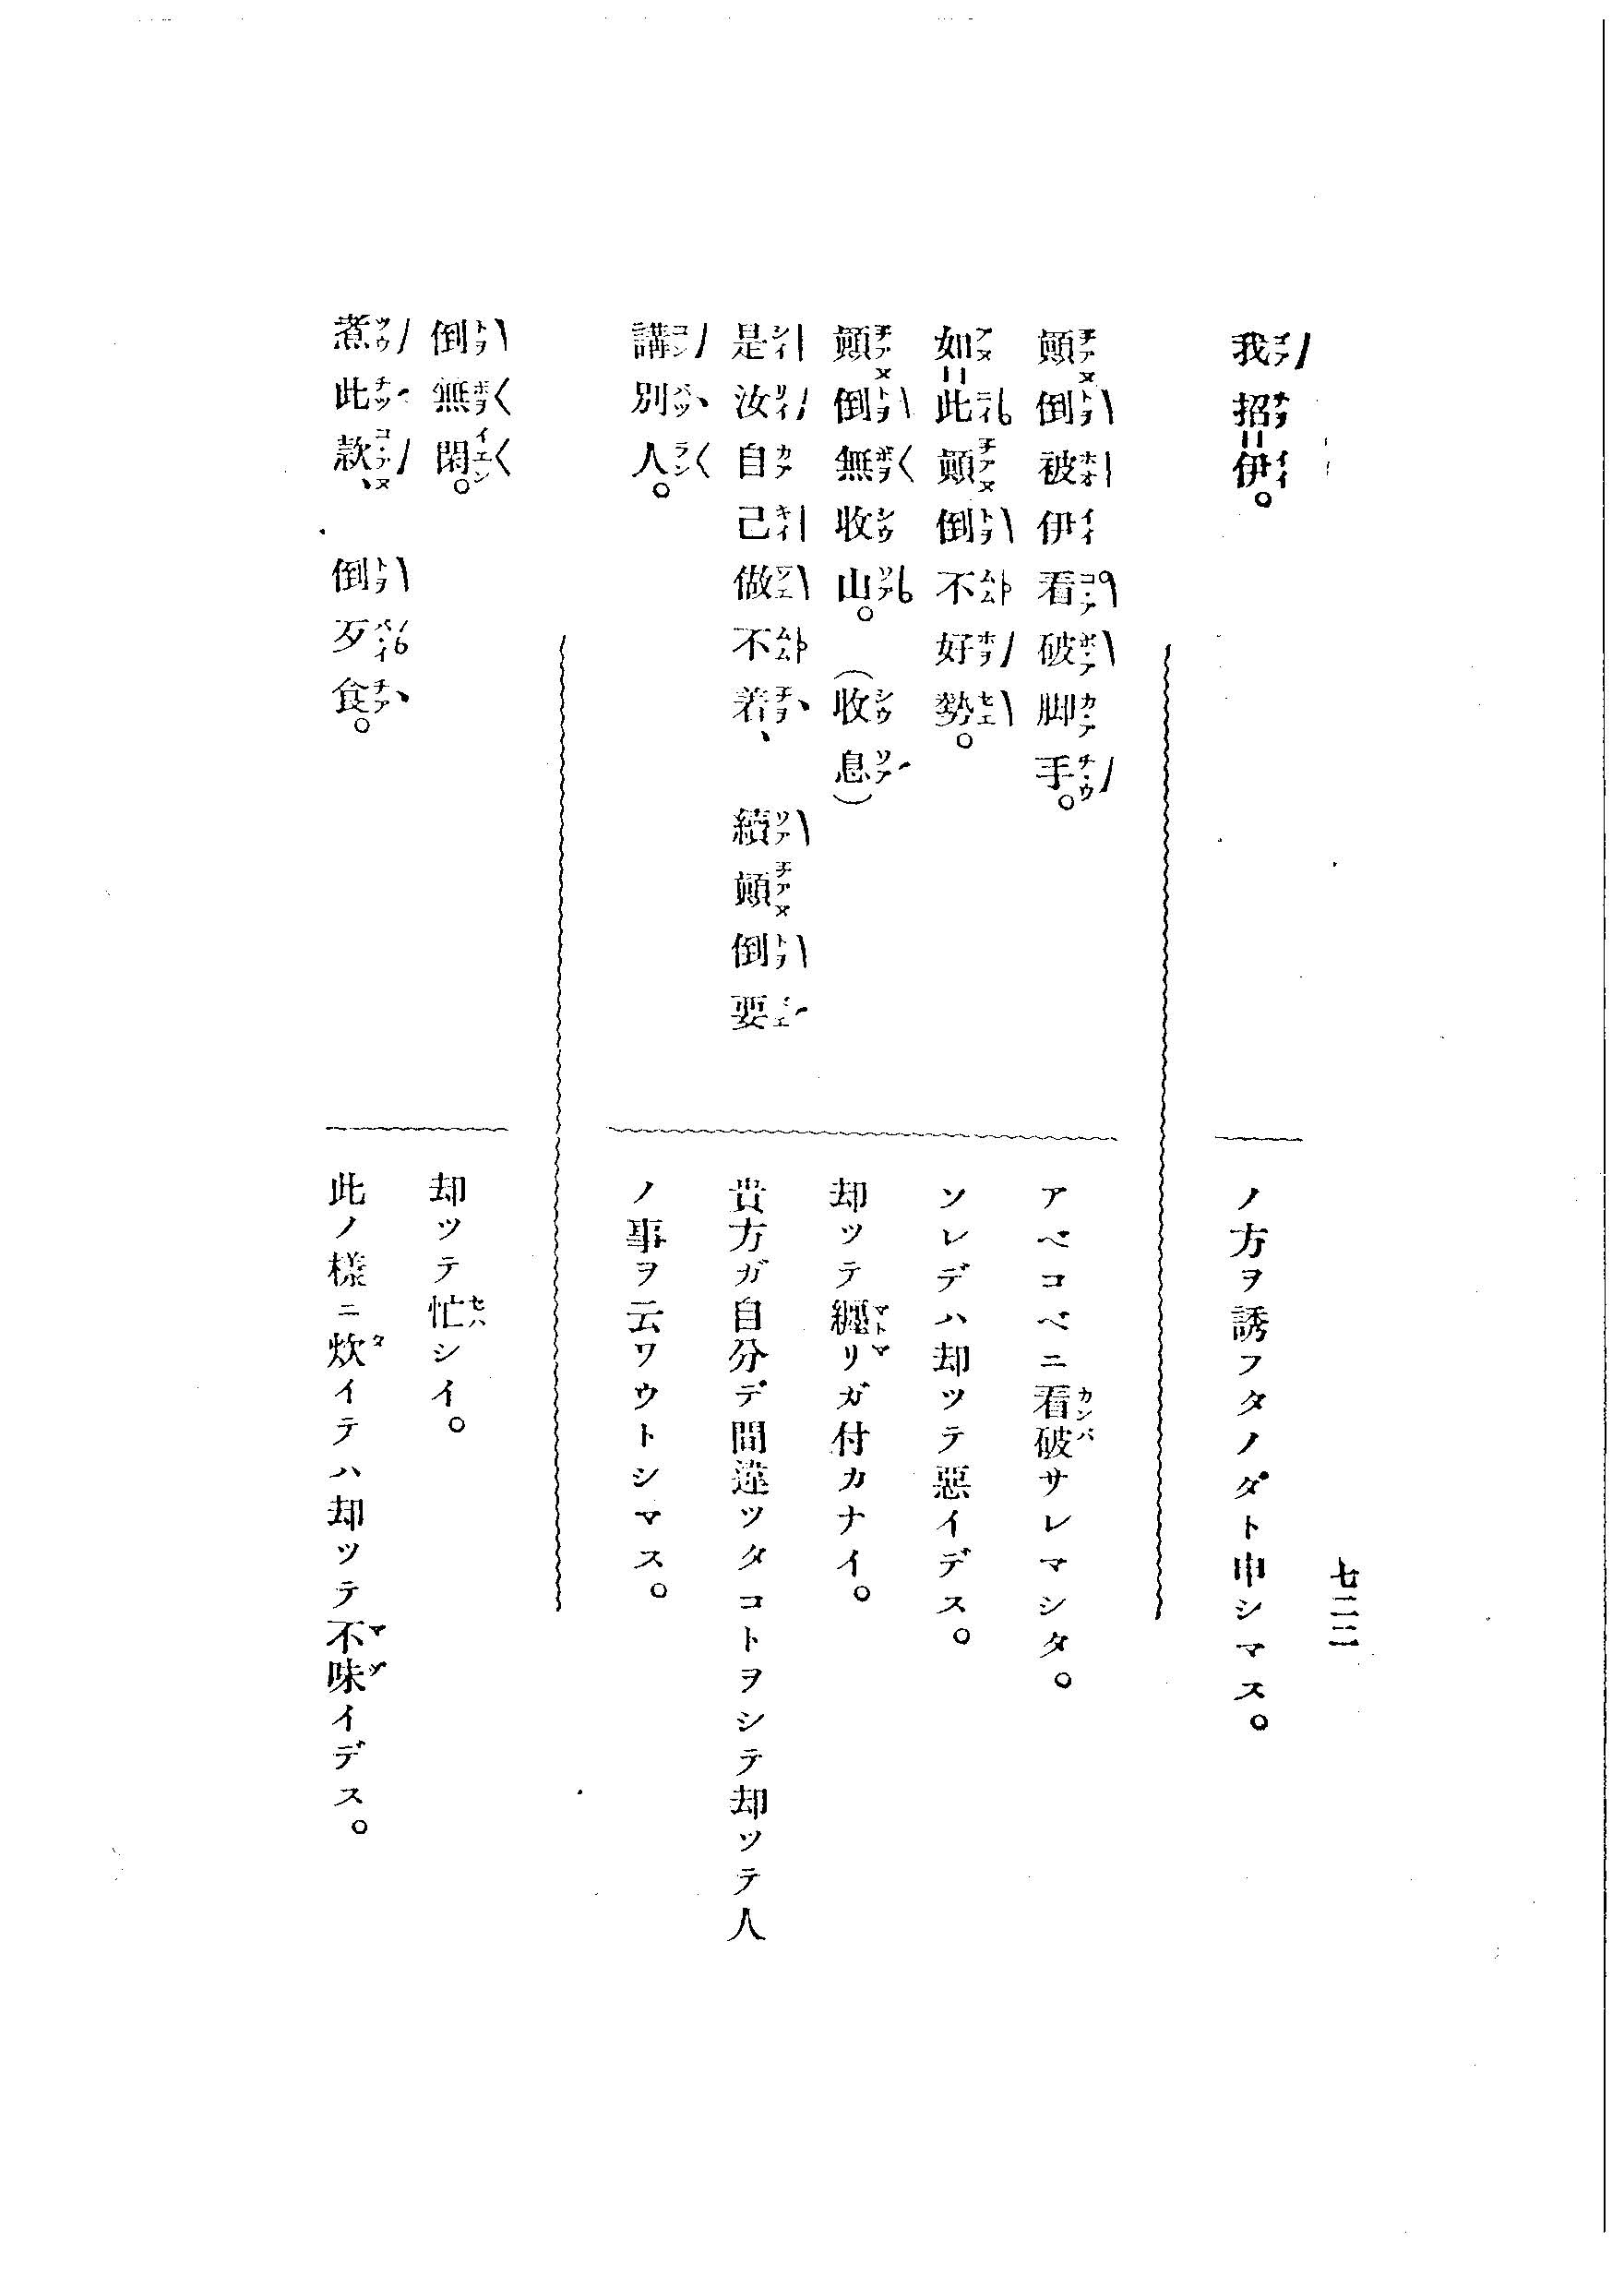 七二二
我招伊。
ノ方ヲ誘フタノダト申シマス。
顚倒被伊看破脚手。
アベコベニ看破サレマシタ。
如此顚倒不好勢。
ソレデハ却ツテ惡イデス。
顚倒無收山。(收息)
却ツテ纒リガ付カナイ。
是汝自己做不着、續顚倒要
貴方ガ自分デ間違ツタコトヲシテ却ツテ人
講別人。
ノ事ヲ云ワウトシマス。
倒無閑。
却ツテ忙シイ。
煮此款、倒歹食。
此ノ樣ニ炊イテハ却ツテ不味イデス。